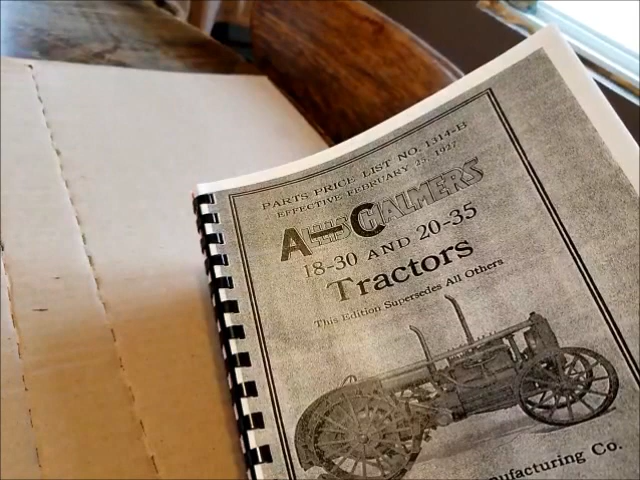 PARTS PRICE LIST NO. 1314-B
EFFECTIVE FEBRUARY 25, 1927
ALLIS CHALMERS
18-30 AND 20-35
Tractors
This Edition Supersedes All Others
ufacturing Co.